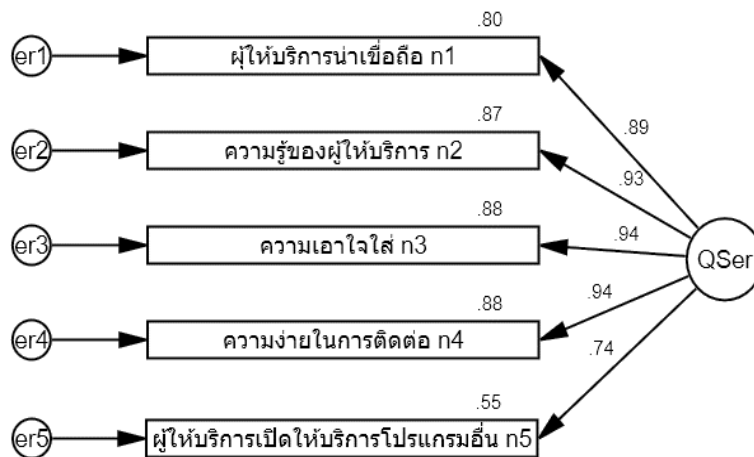 .80
er1 ผู้ให้บริการน่าเชื่อถือ n1
.89
.87
er2 ความรู้ของผู้ให้บริการ n2
.93
.88
er3 ความเอาใจใส่ n3
.94
QSer
.88
er4 ความง่ายในการติดต่อ n4
.94
.74
.55
er5 ผู้ให้บริการเปิดให้บริการโปรแกรมอื่น n5